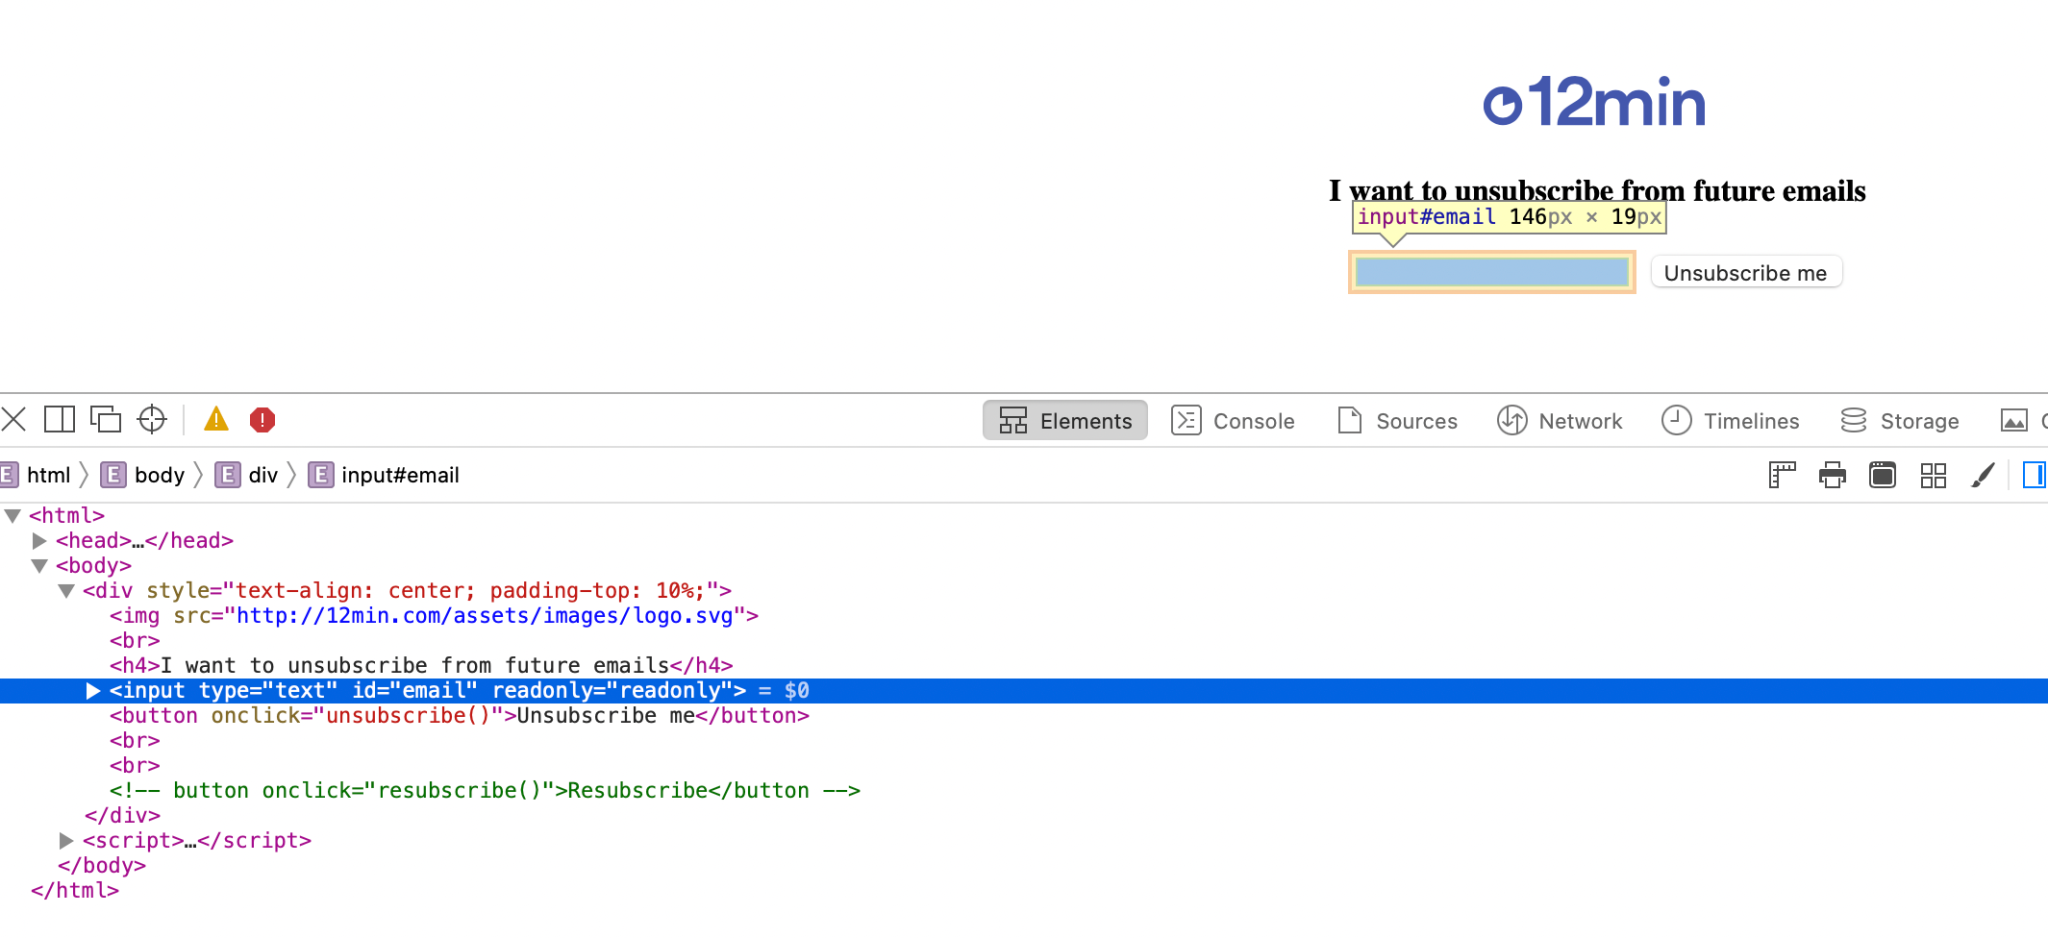 12min
I want to unsubscribe from future emails
input#email 146px × 19px
Unsubscribe me
Elements Console Sources Network Timelines Storage
E html E body E div E input#email
<html>
<head>…</head>
<body>
<div style="text-align: center; padding-top: 10%;">
<img src="http://12min.com/assets/images/logo.svg">
<br>
<h4>I want to unsubscribe from future emails</h4>
<input type="text" id="email" readonly="readonly"> = $0
<button onclick="unsubscribe()">Unsubscribe me</button>
<br>
<br>
<!-- button onclick="resubscribe()">Resubscribe</button -->
</div>
<script>…</script>
</body>
</html>